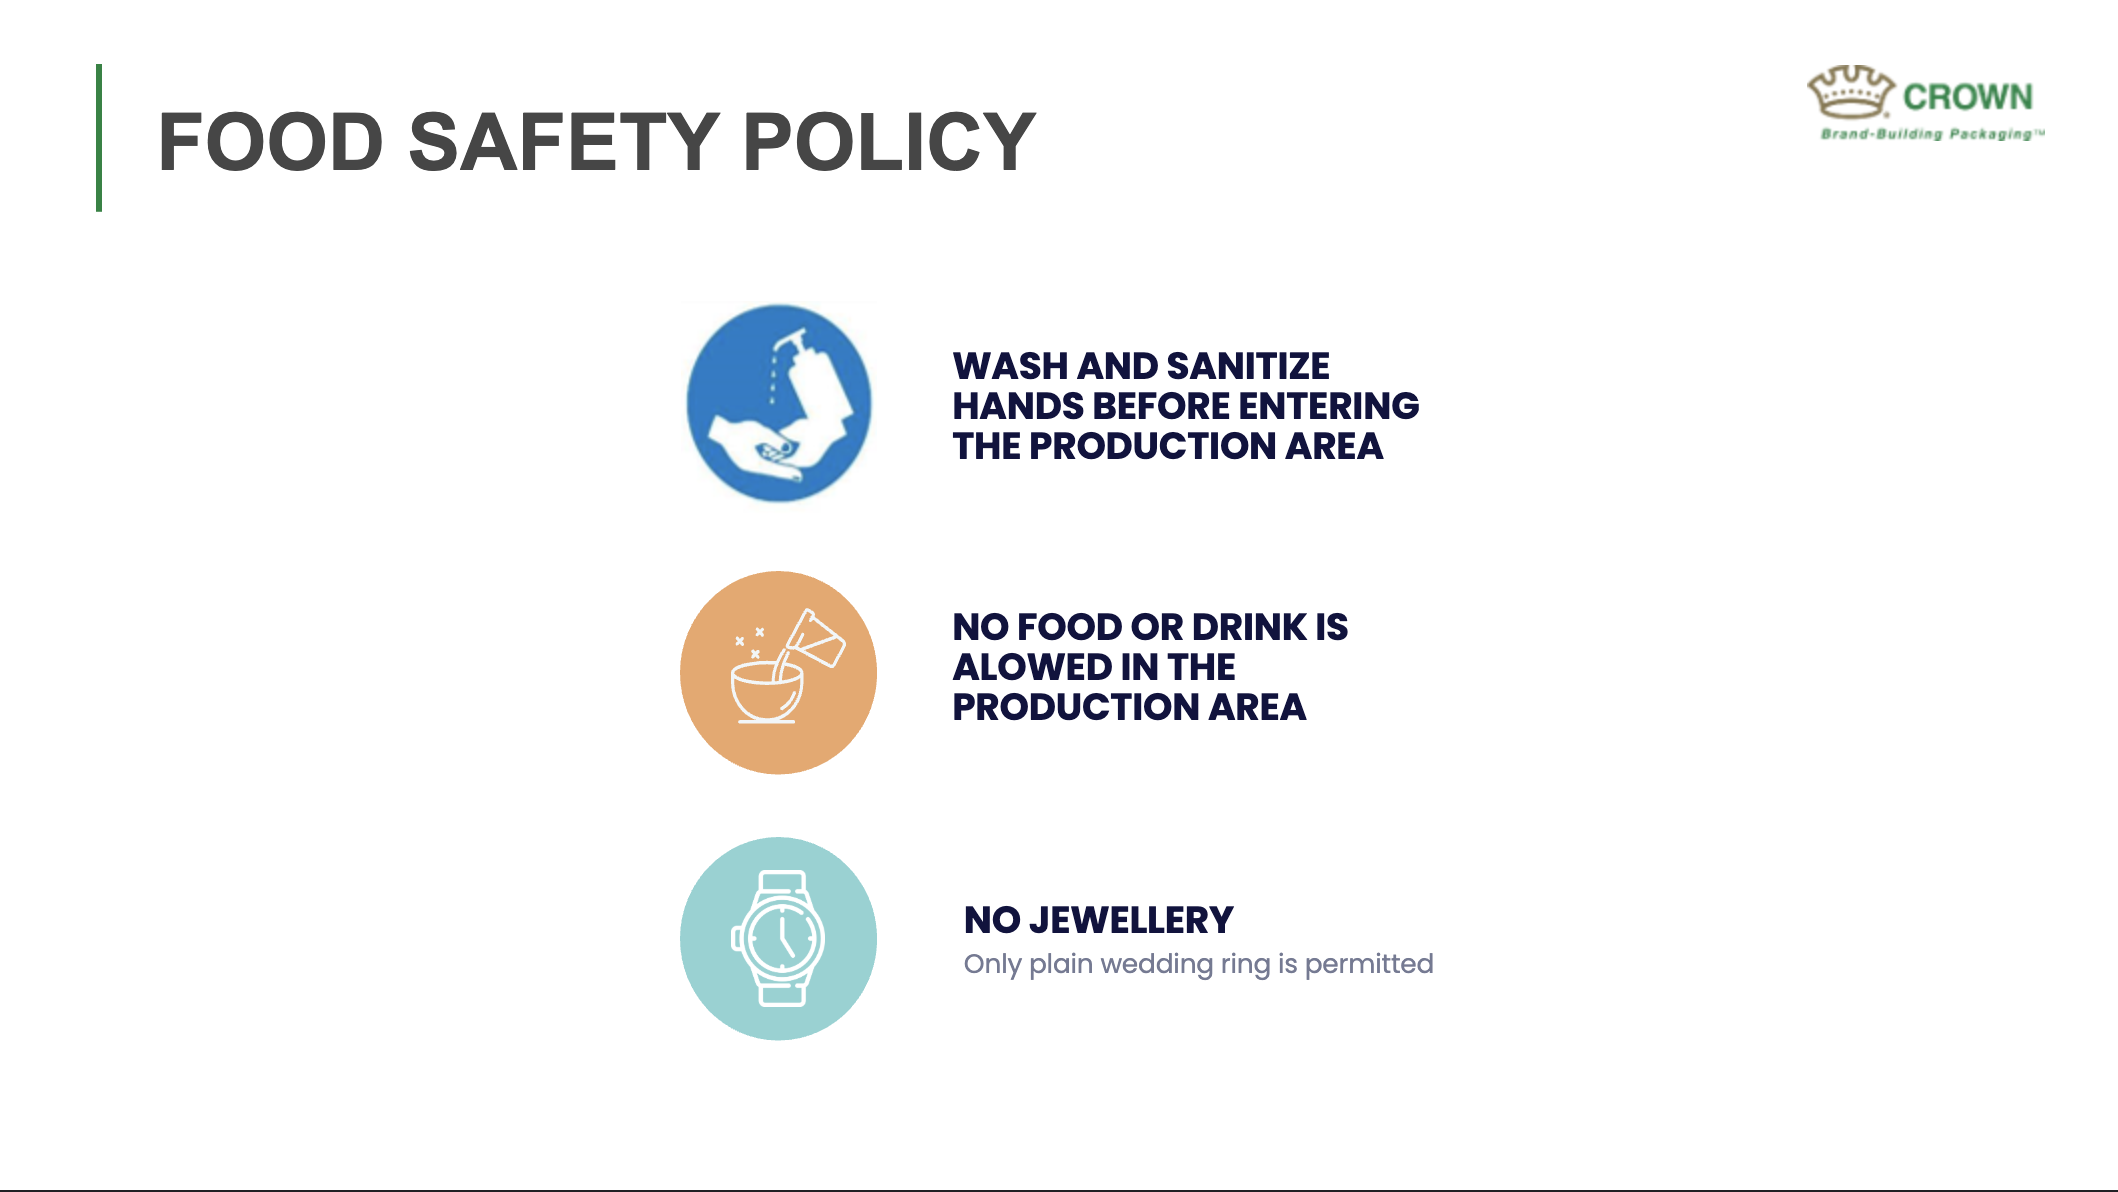 FOOD SAFETY POLICY
CROWN
Brand-Building Packaging™
WASH AND SANITIZE
HANDS BEFORE ENTERING
THE PRODUCTION AREA
NO FOOD OR DRINK IS
ALOWED IN THE
PRODUCTION AREA
NO JEWELLERY
Only plain wedding ring is permitted